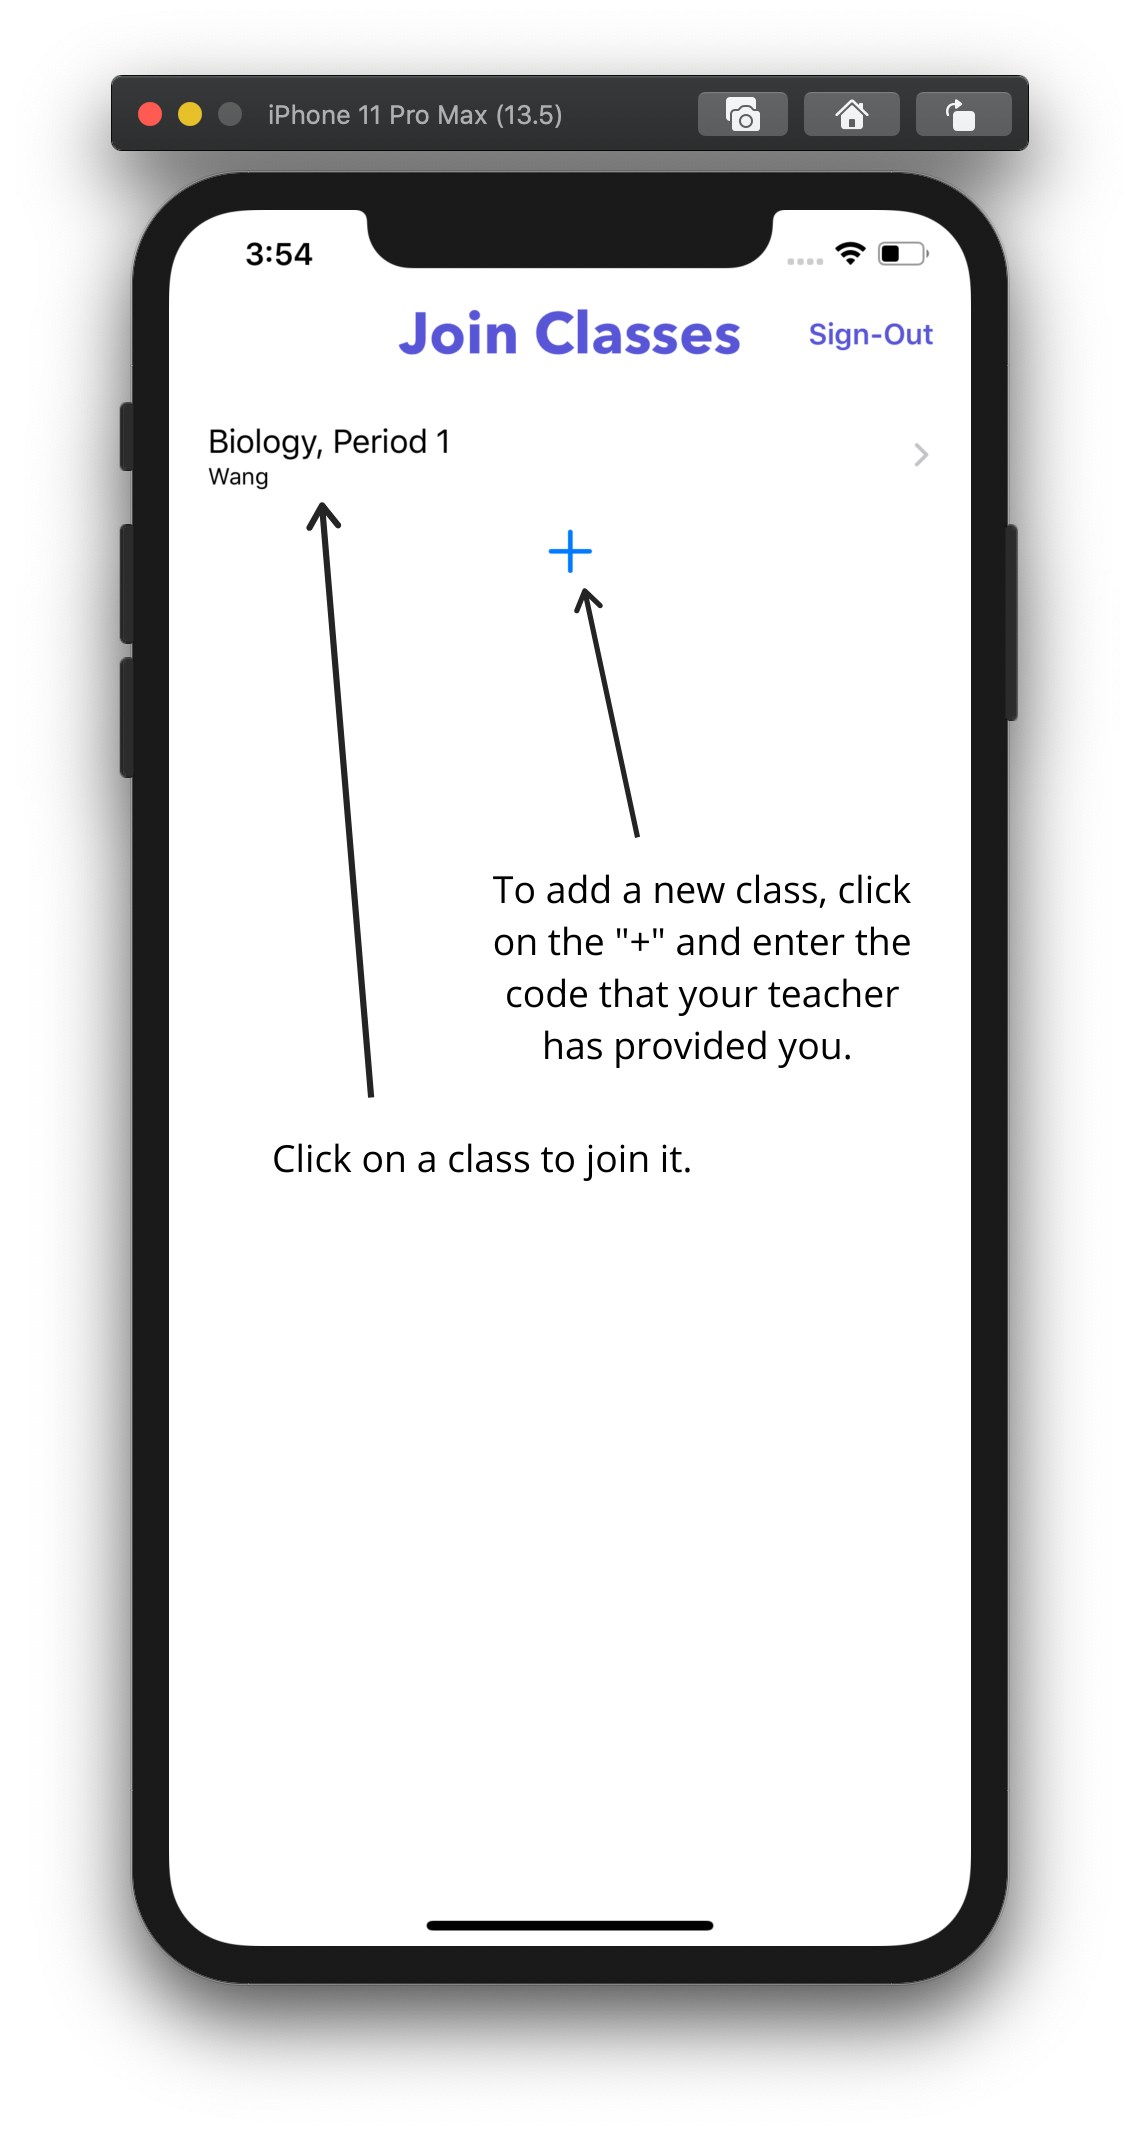 iPhone 11 Pro Max (13.5)
3:54
Join Classes
Sign-Out
Biology, Period 1
Wang
To add a new class, click
on the "+" and enter the
code that your teacher
has provided you.
Click on a class to join it.